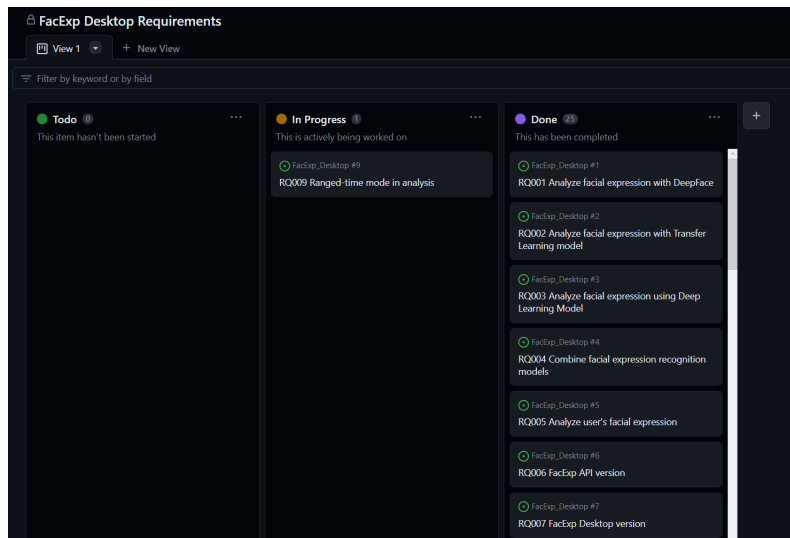 FacExp Desktop Requirements
View 1
+ New View
Filter by keyword or by field
Todo 0
This item hasn't been started
In Progress 1
This is actively being worked on
FacExp_Desktop #9
RQ009 Ranged-time mode in analysis
Done 25
This has been completed
FacExp_Desktop #1
RQ001 Analyze facial expression with DeepFace
FacExp_Desktop #2
RQ002 Analyze facial expression with Transfer
Learning model
FacExp_Desktop #3
RQ003 Analyze facial expression using Deep
Learning Model
FacExp_Desktop #4
RQ004 Combine facial expression recognition
models
FacExp_Desktop #5
RQ005 Analyze user's facial expression
FacExp_Desktop #6
RQ006 FacExp API version
FacExp_Desktop #7
RQ007 FacExp Desktop version